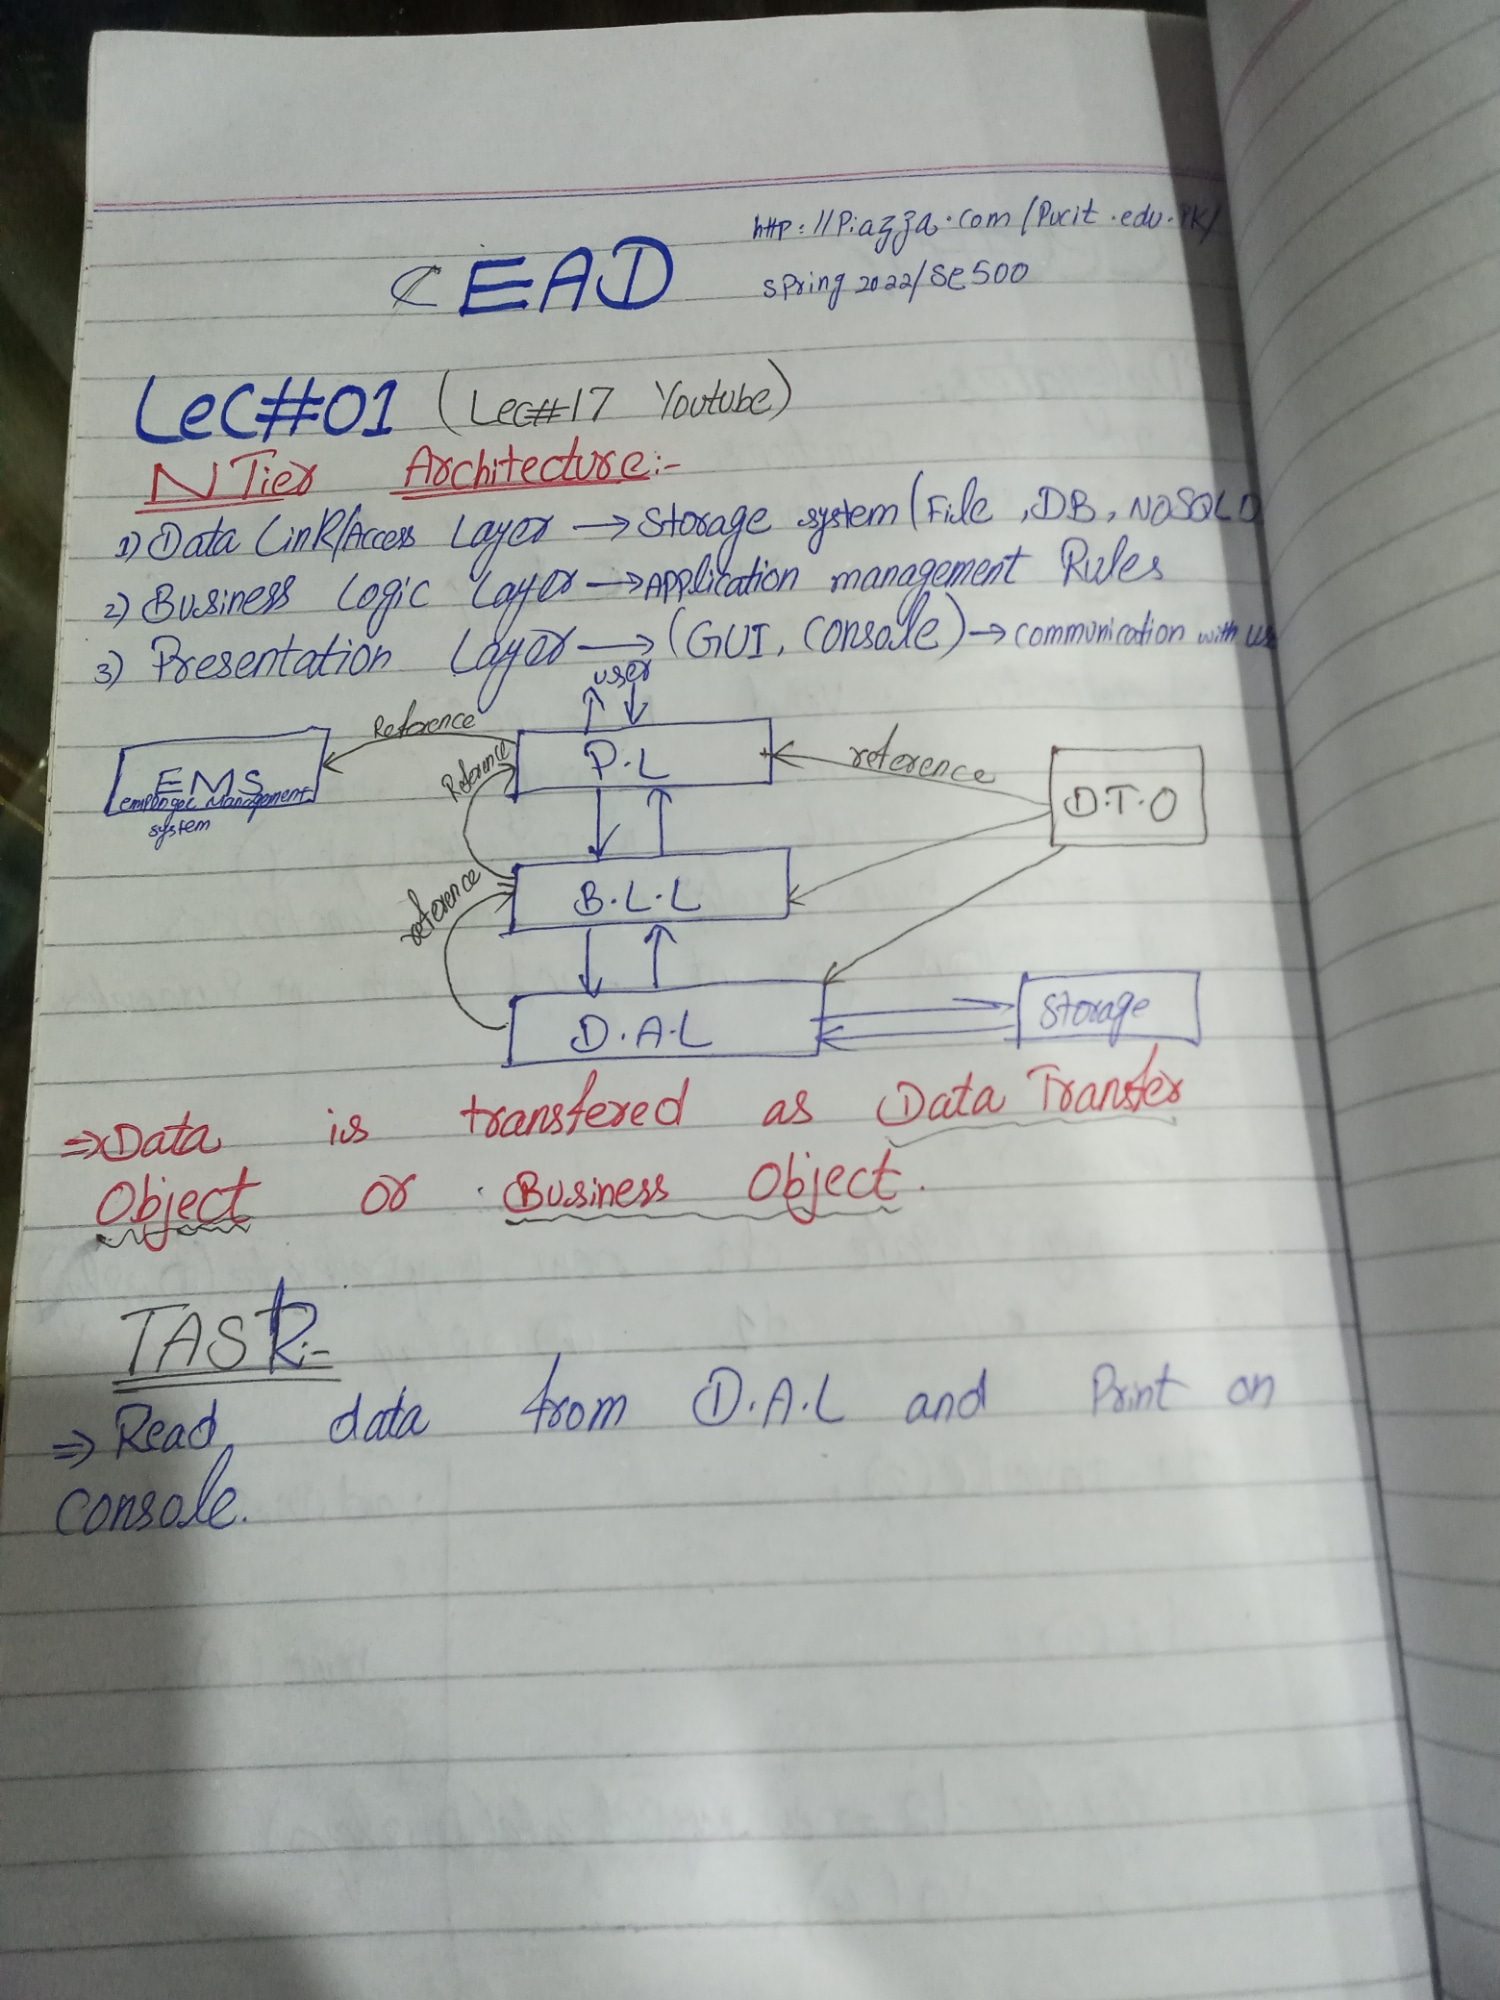 http://Piazza.com/Pucit.edu.PK/
spring 2022/SE500
EAD
Lec#01 (Lec#17 Youtube)
N Tier Architecture:-
1) Data Link/Access Layer → Storage system (File, DB, NOSQL
2) Business Logic Layer → Application management Rules
3) Presentation Layer → (GUI, Console) → communication with
user
Reference
P.L
reference
EMS
Management
system
Reference
D.T.O
B.L.L
reference
D.A.L
Storage
⇒ Data is transfered as Data Transfer
Object or Business Object.
TASK:-
⇒ Read data from D.A.L and Print on
console.